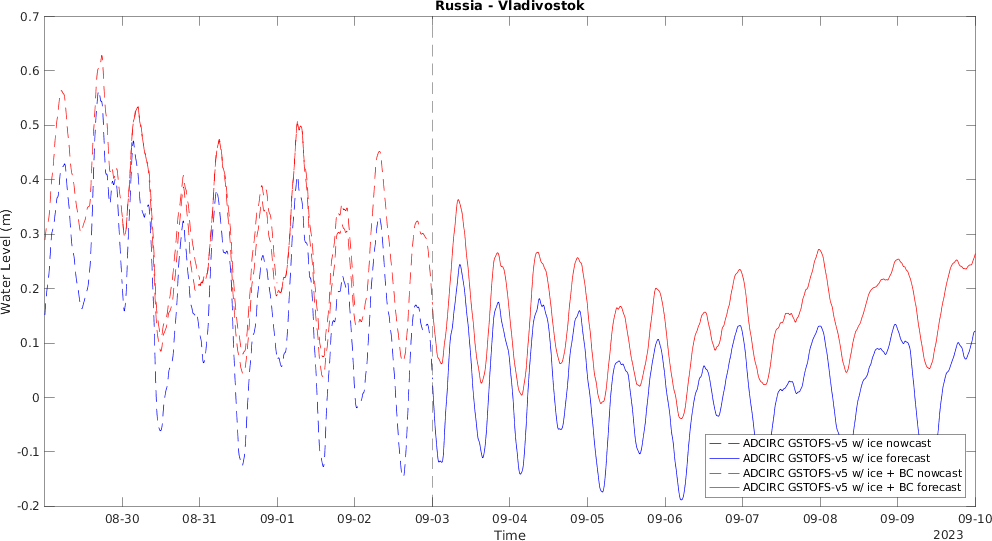 Russia - Vladivostok
0.7
0.6
0.5
0.4
0.3
0.2
0.1
0
-0.1
-0.2
Water Level (m)
ADCIRC GSTOFS-v5 w/ ice nowcast
ADCIRC GSTOFS-v5 w/ ice forecast
ADCIRC GSTOFS-v5 w/ ice + BC nowcast
ADCIRC GSTOFS-v5 w/ ice + BC forecast
08-30 08-31 09-01 09-02 09-03 09-04 09-05 09-06 09-07 09-08 09-09 09-10
Time
2023